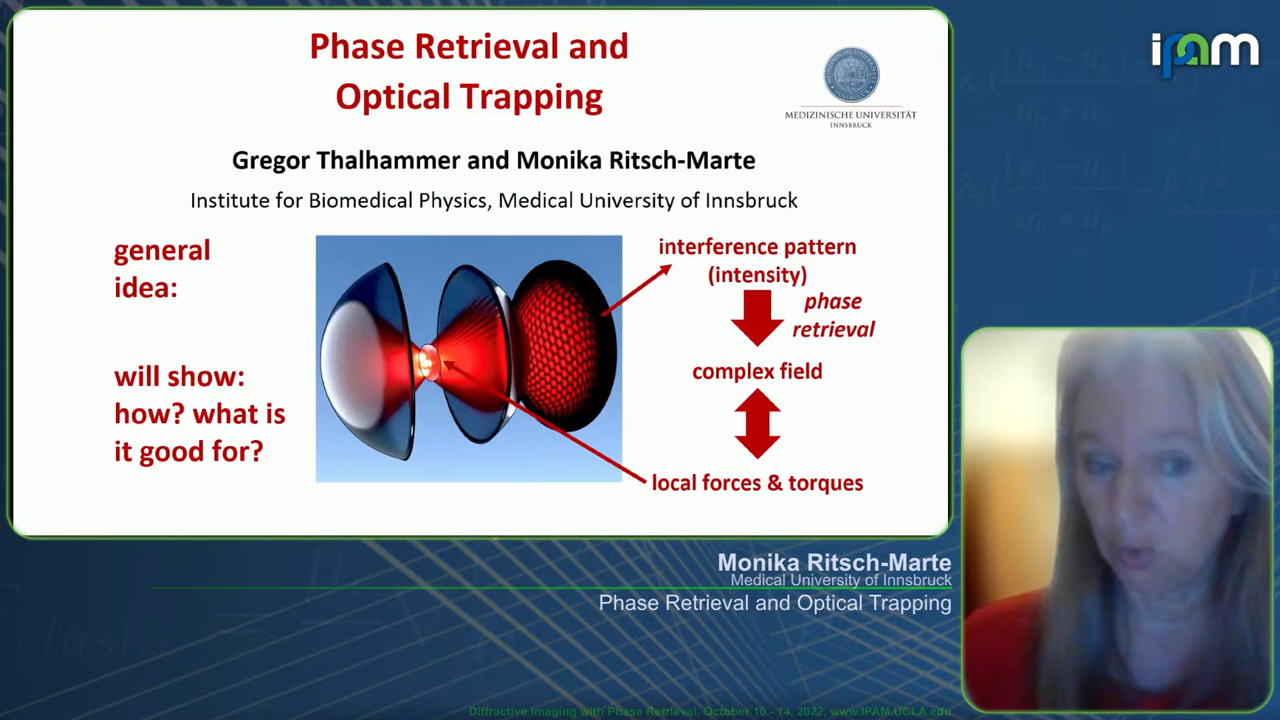 Phase Retrieval and
Optical Trapping
ipam
MEDIZINISCHE UNIVERSITÄT
INNSBRUCK
Gregor Thalhammer and Monika Ritsch-Marte
Institute for Biomedical Physics, Medical University of Innsbruck
general
idea:
will show:
how? what is
it good for?
interference pattern
(intensity)
phase
retrieval
complex field
local forces & torques
Monika Ritsch-Marte
Medical University of Innsbruck
Phase Retrieval and Optical Trapping
Diffractive Imaging with Phase Retrieval, October 10 - 14, 2022, www.IPAM.UCLA.edu